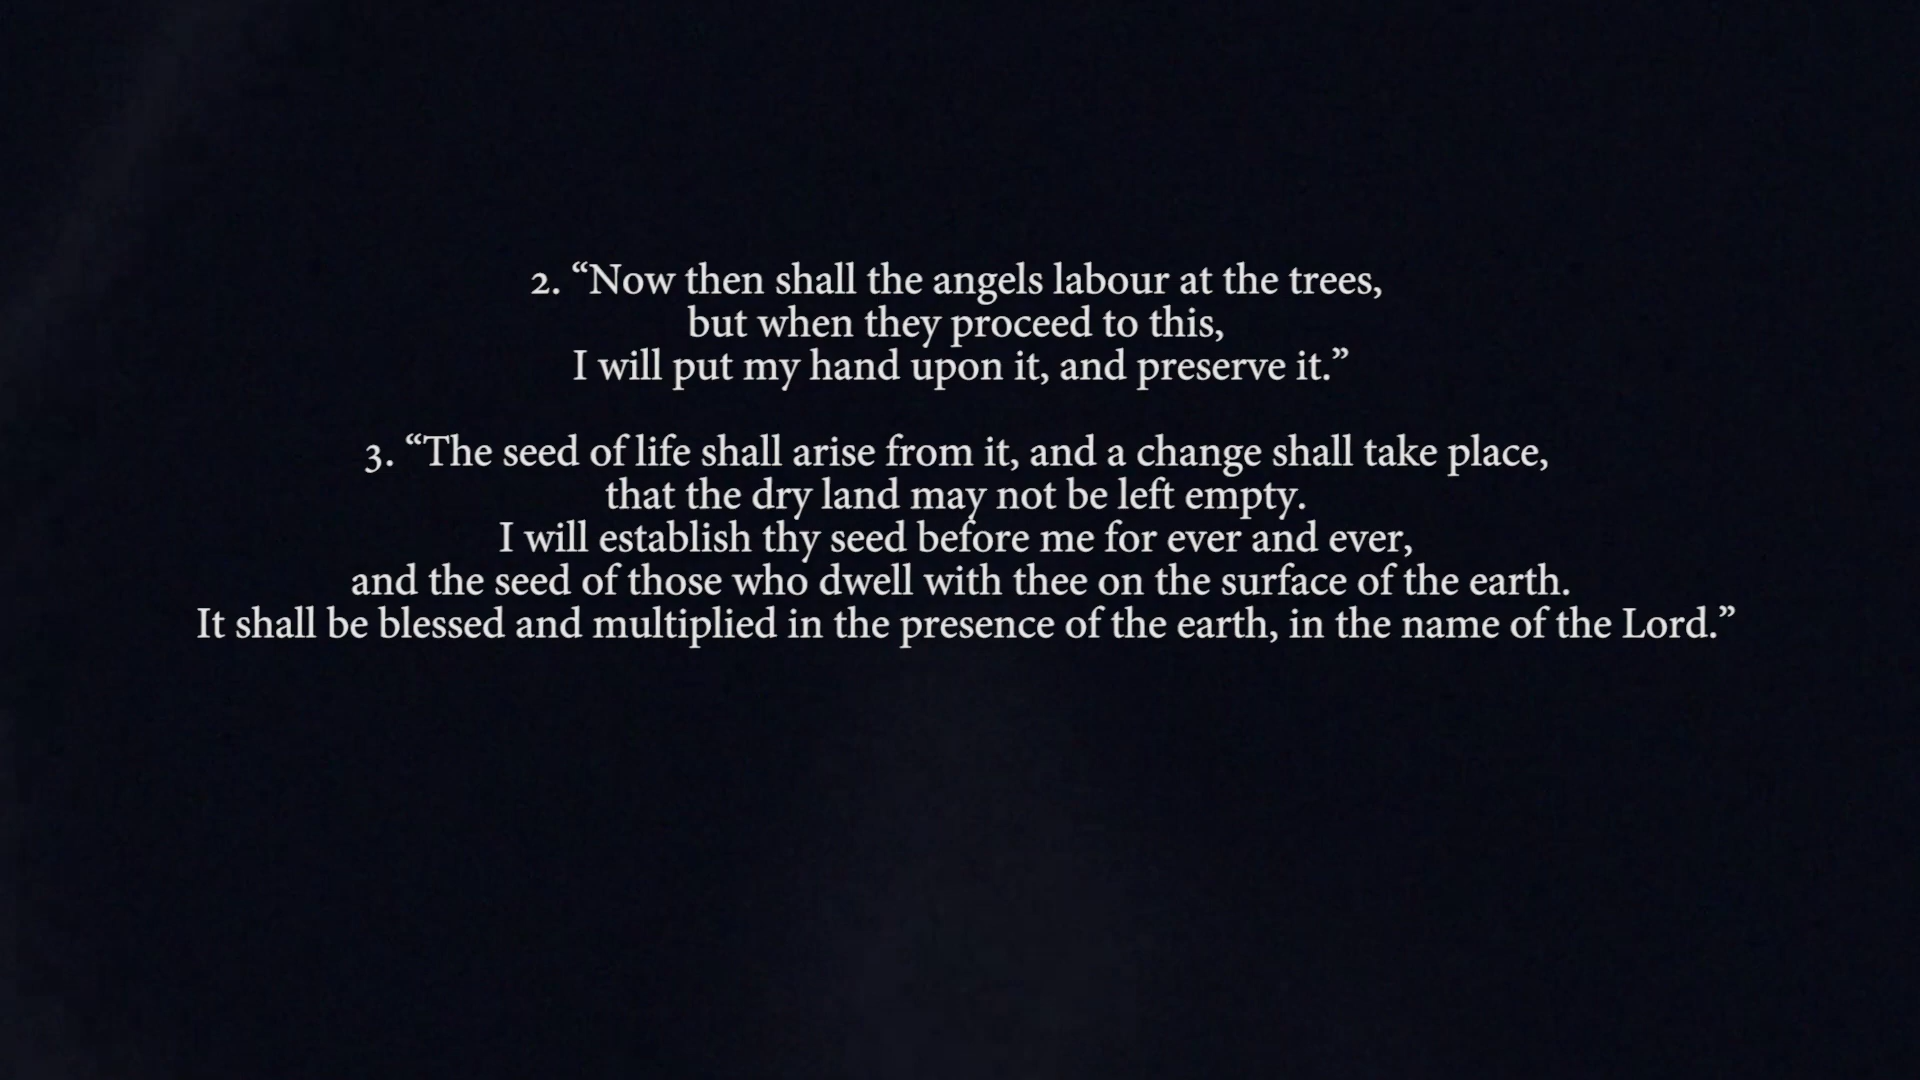 2. “Now then shall the angels labour at the trees,
but when they proceed to this,
I will put my hand upon it, and preserve it.”
3. “The seed of life shall arise from it, and a change shall take place,
that the dry land may not be left empty.
I will establish thy seed before me for ever and ever,
and the seed of those who dwell with thee on the surface of the earth.
It shall be blessed and multiplied in the presence of the earth, in the name of the Lord.”